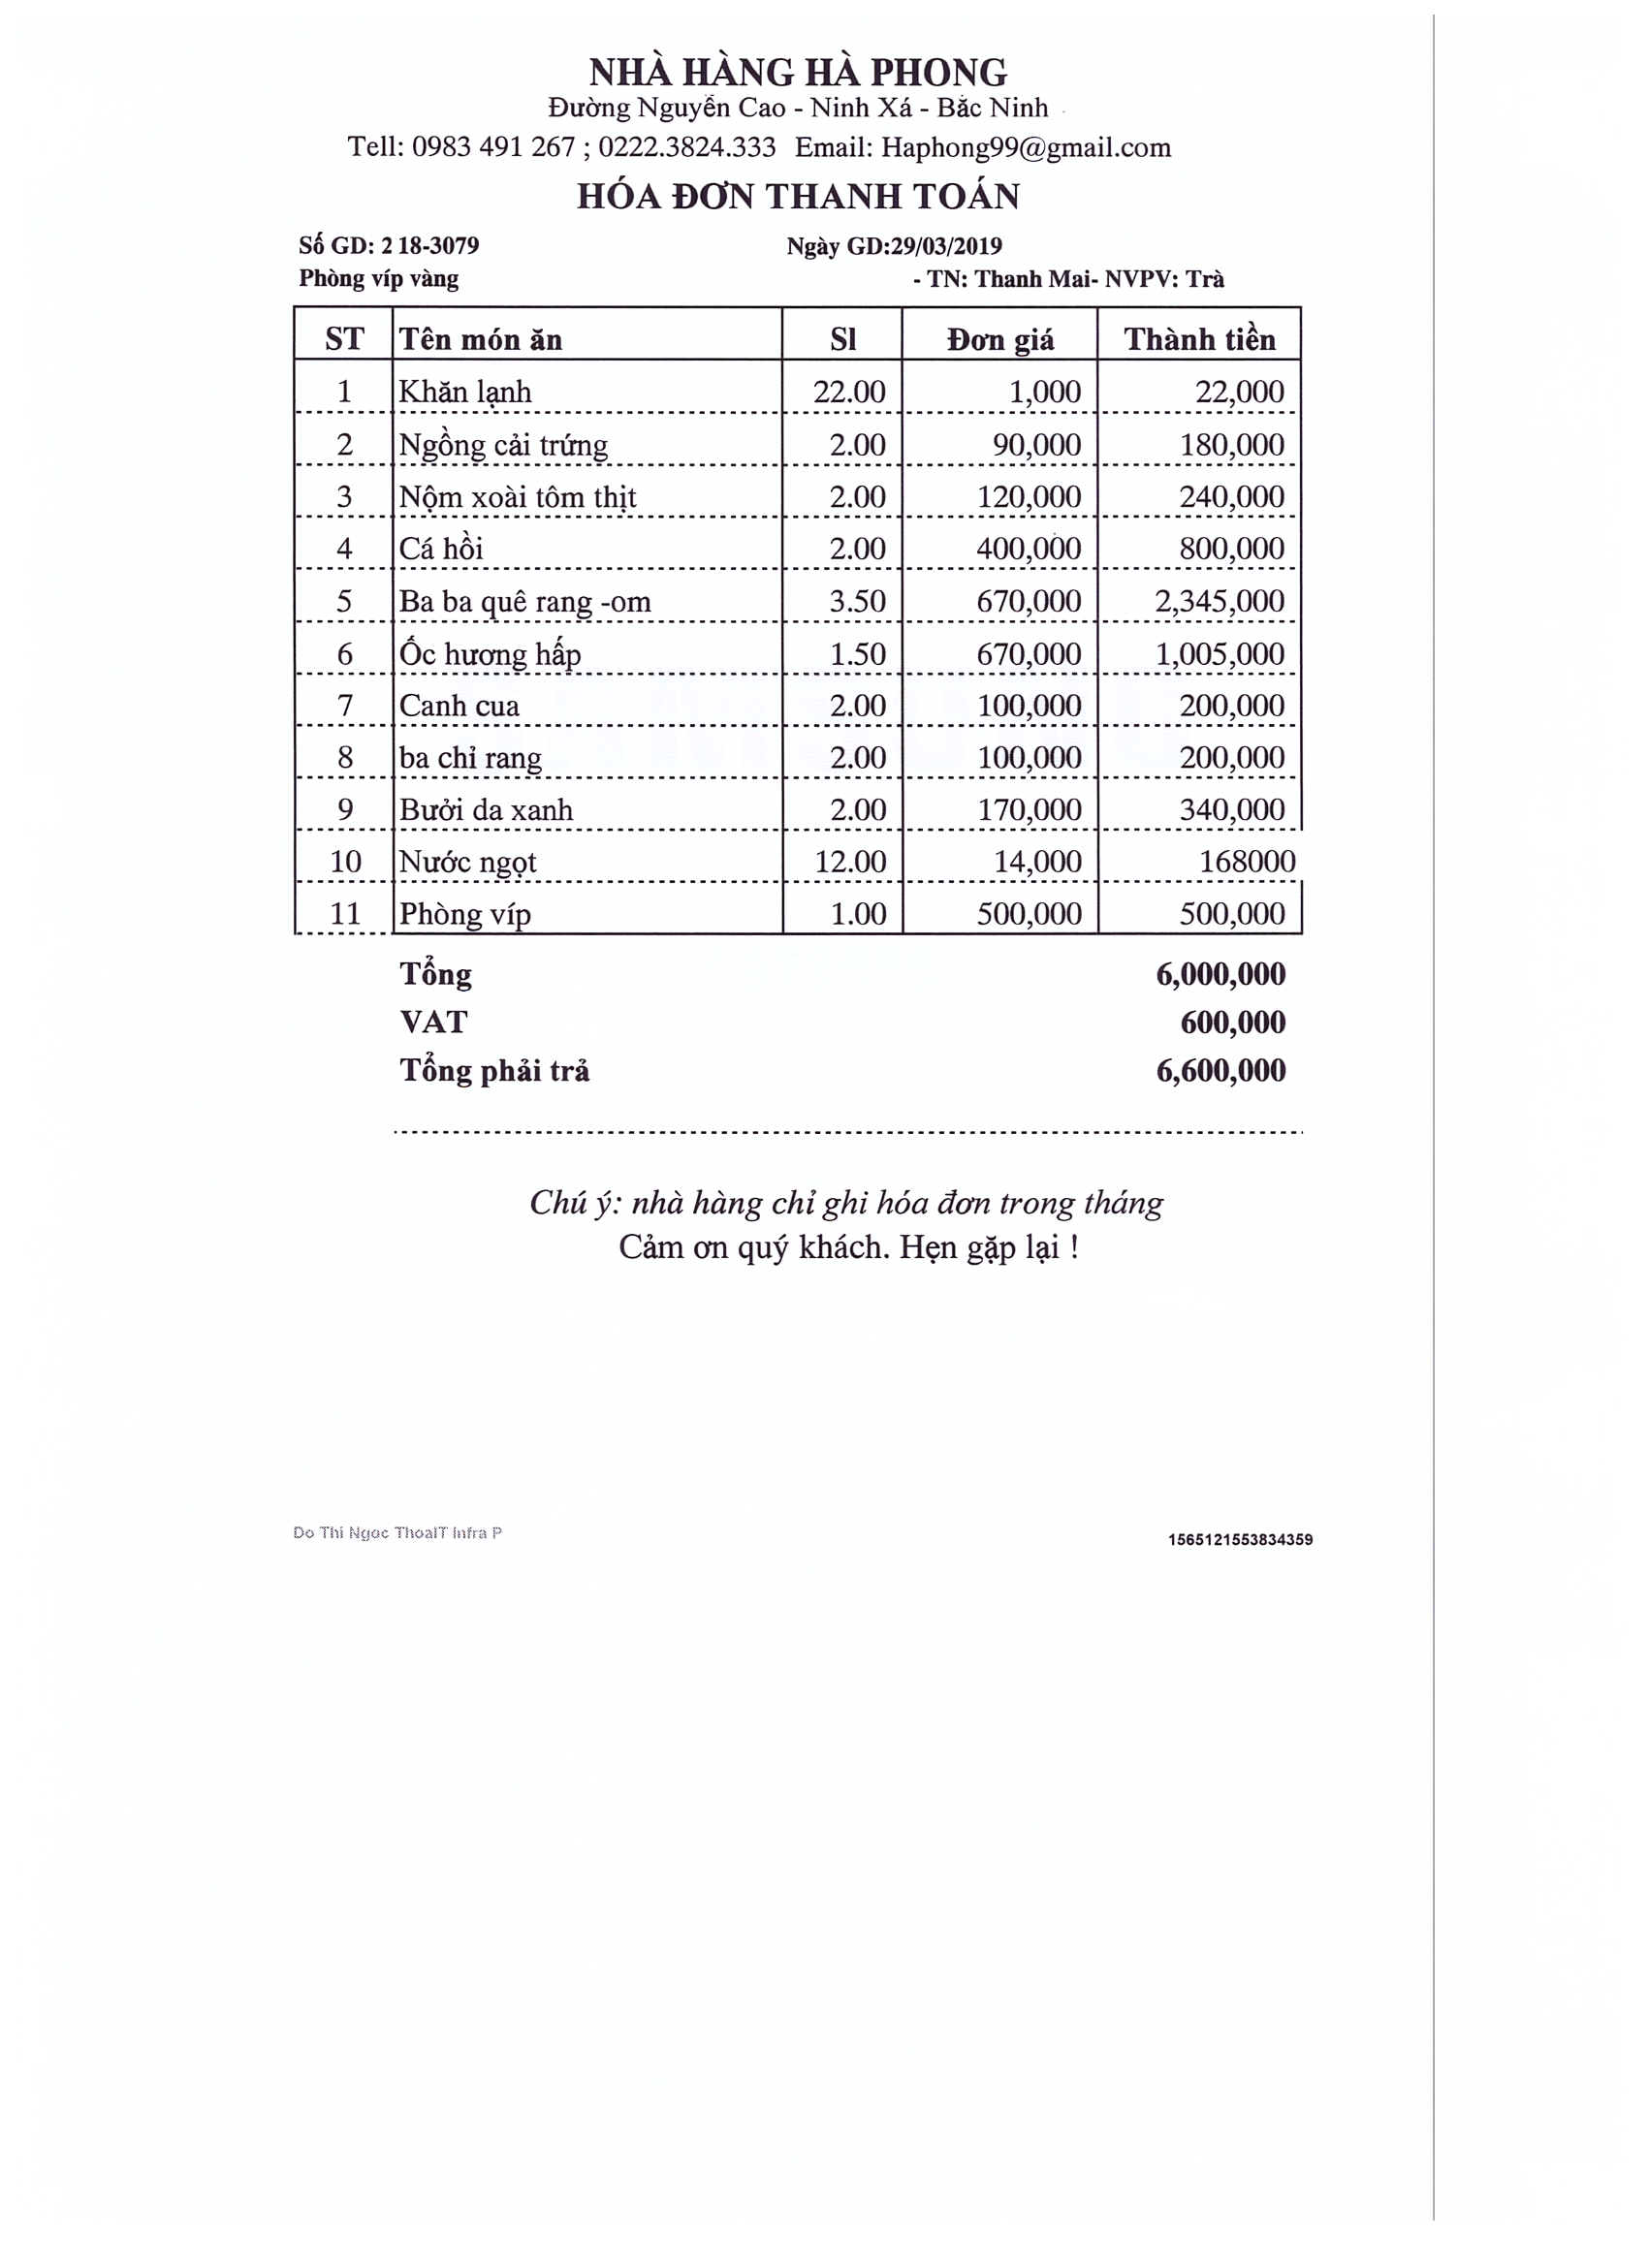 NHÀ HÀNG HÀ PHONG
Đường Nguyễn Cao - Ninh Xá - Bắc Ninh
Tell: 0983 491 267 ; 0222.3824.333 Email: Haphong99@gmail.com
HÓA ĐƠN THANH TOÁN
Số GD: 2 18-3079 Ngày GD:29/03/2019
Phòng víp vàng - TN: Thanh Mai- NVPV: Trà
ST Tên món ăn Sl Đơn giá Thành tiền
1 Khăn lạnh 22.00 1,000 22,000
2 Ngồng cải trứng 2.00 90,000 180,000
3 Nộm xoài tôm thịt 2.00 120,000 240,000
4 Cá hồi 2.00 400,000 800,000
5 Ba ba quê rang -om 3.50 670,000 2,345,000
6 Ốc hương hấp 1.50 670,000 1,005,000
7 Canh cua 2.00 100,000 200,000
8 ba chỉ rang 2.00 100,000 200,000
9 Bưởi da xanh 2.00 170,000 340,000
10 Nước ngọt 12.00 14,000 168000
11 Phòng víp 1.00 500,000 500,000
Tổng 6,000,000
VAT 600,000
Tổng phải trả 6,600,000
Chú ý: nhà hàng chỉ ghi hóa đơn trong tháng
Cảm ơn quý khách. Hẹn gặp lại !
Do Thi Ngoc ThoaIT Infra P 1565121553834359